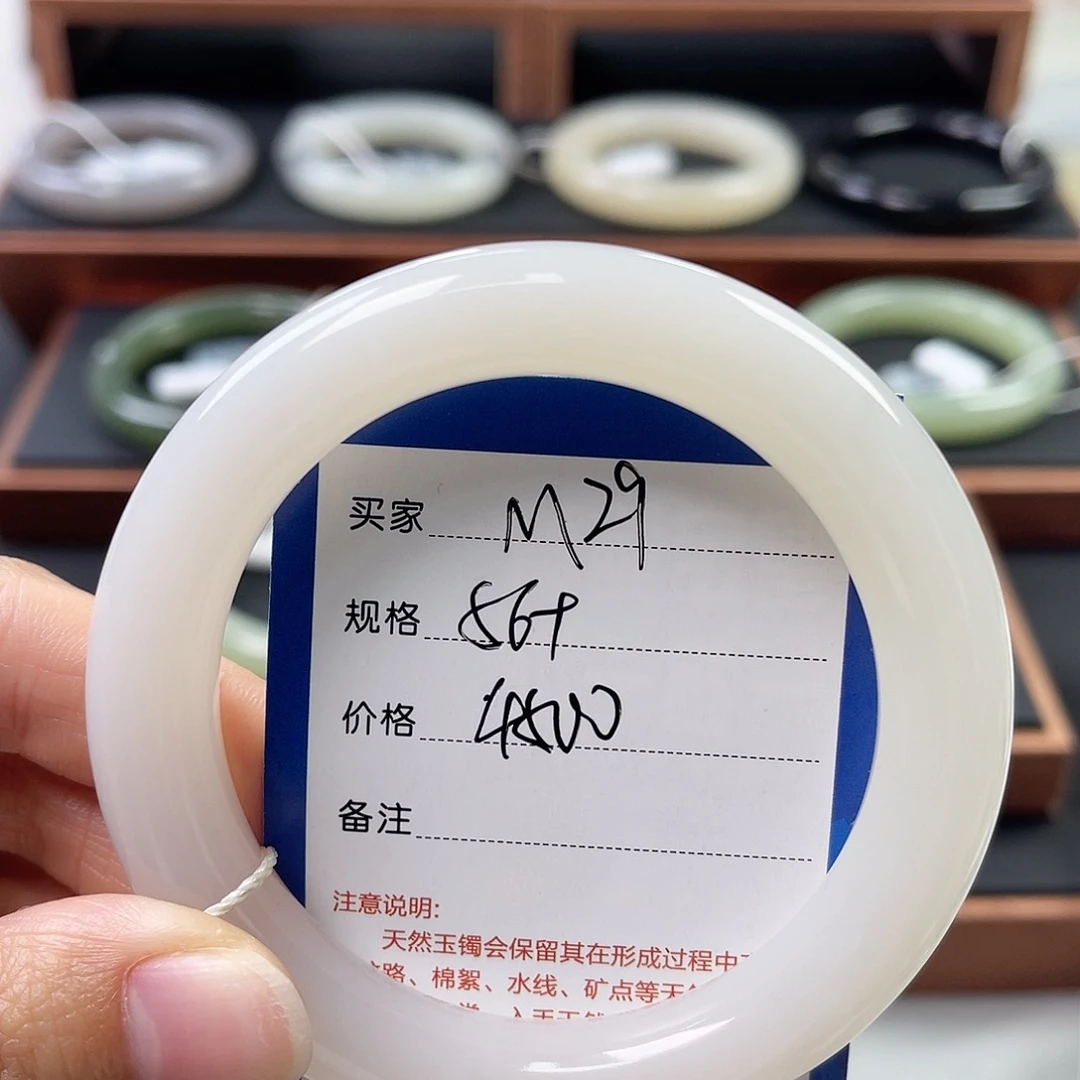 买家 M29
规格 56+
价格 4800
备注
注意说明:
天然玉镯会保留其在形成过程中
路、棉絮、水线、矿点等天